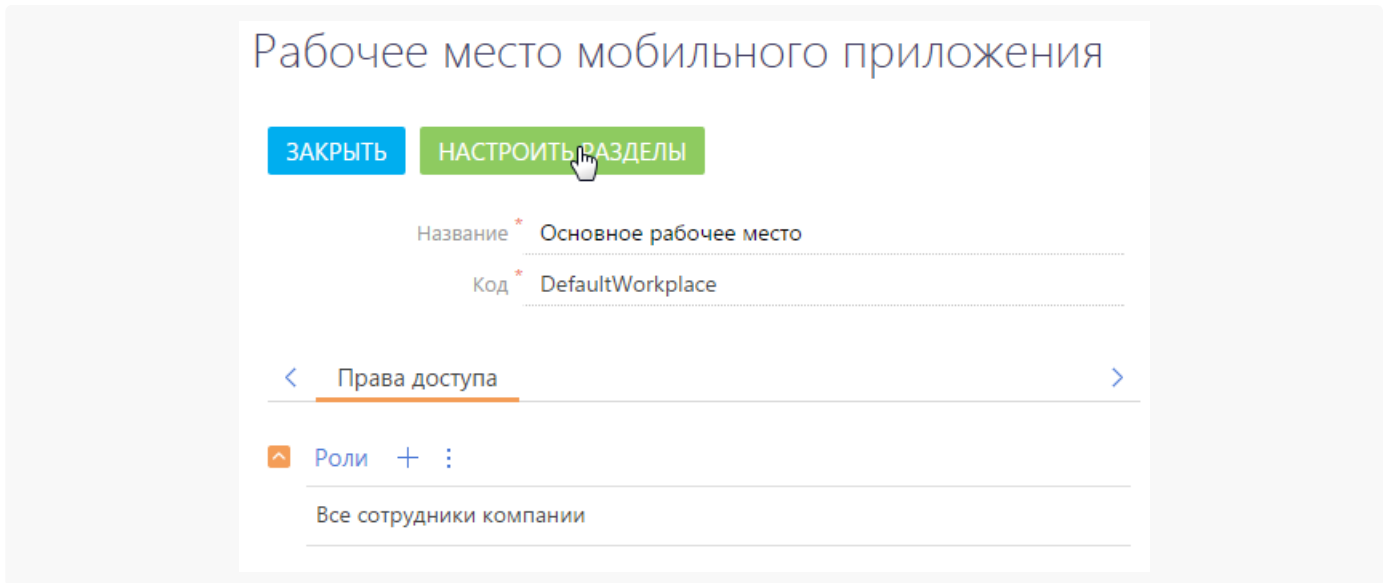 Рабочее место мобильного приложения
ЗАКРЫТЬ НАСТРОИТЬ РАЗДЕЛЫ
Название * Основное рабочее место
Код * DefaultWorkplace
Права доступа
Роли
Все сотрудники компании